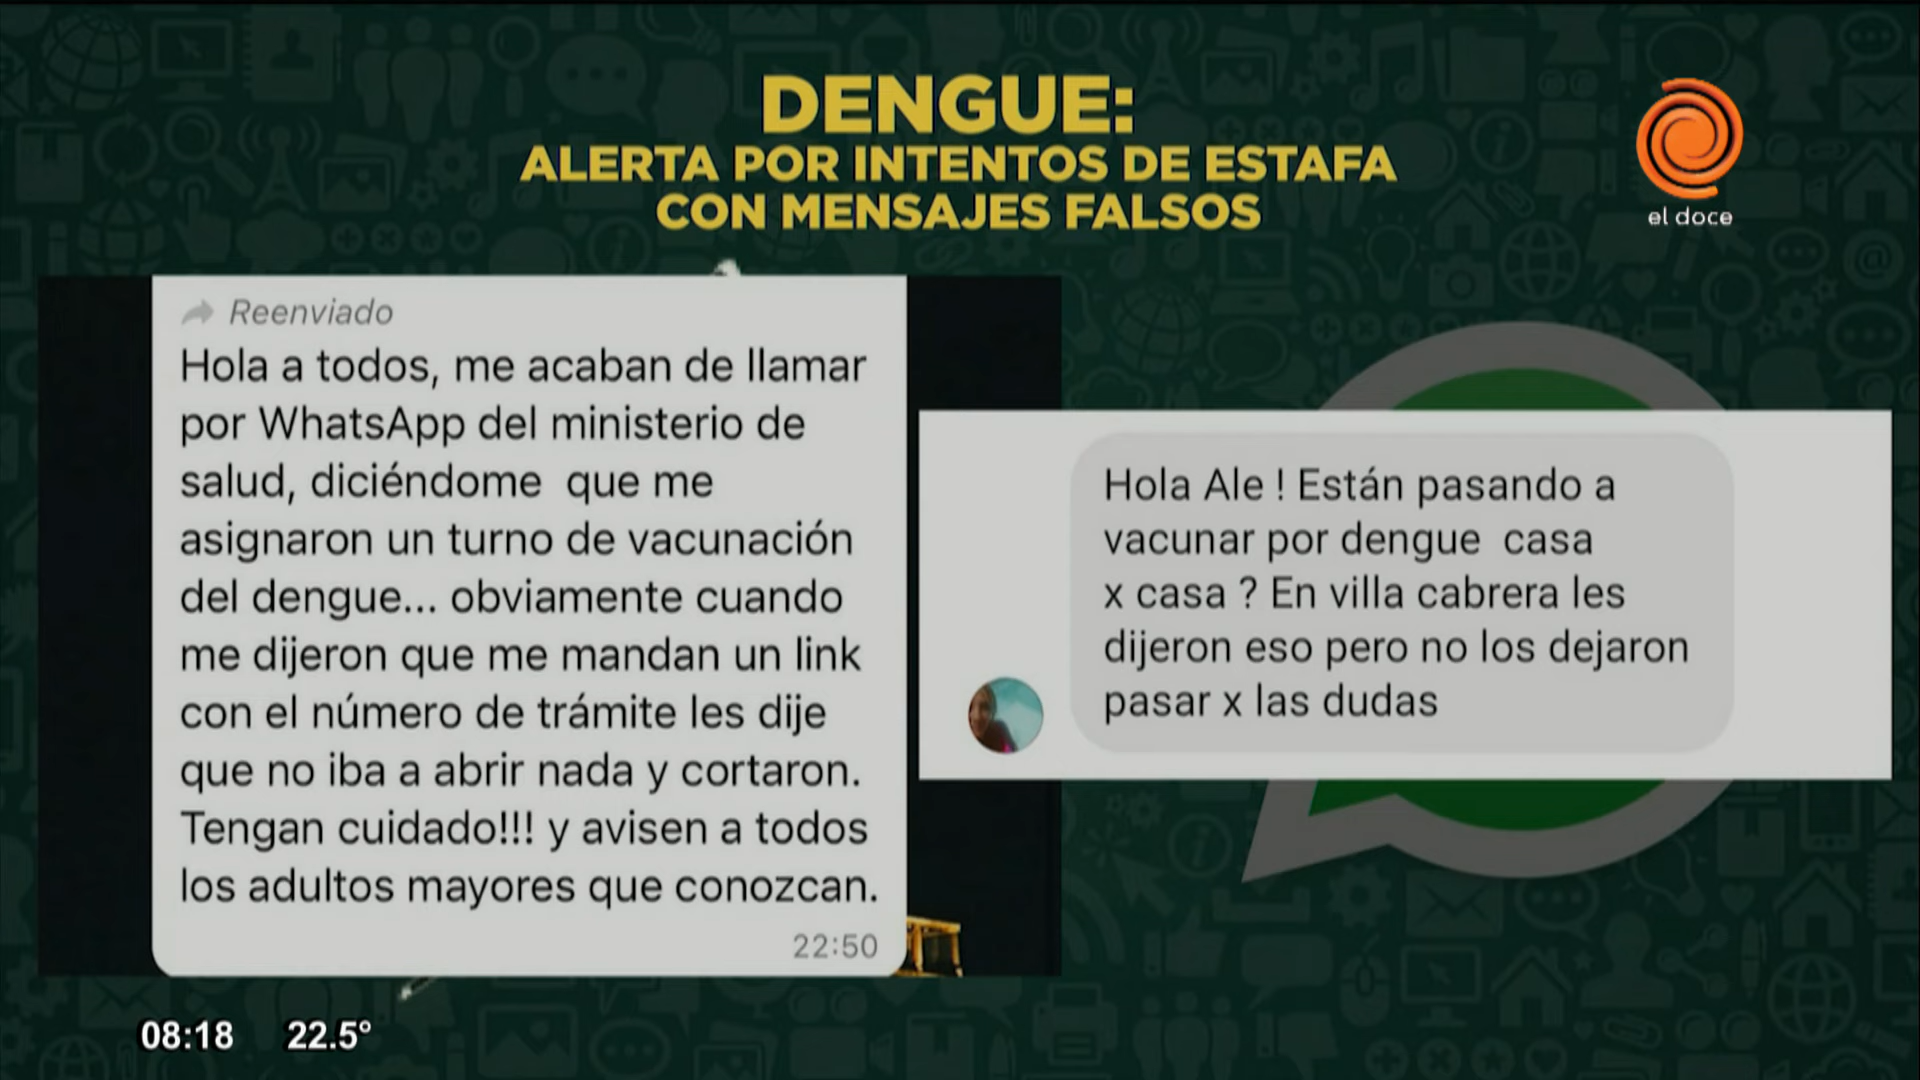 DENGUE:
ALERTA POR INTENTOS DE ESTAFA
CON MENSAJES FALSOS
el doce
Reenviado
Hola a todos, me acaban de llamar
por WhatsApp del ministerio de
salud, diciéndome  que me
asignaron un turno de vacunación
del dengue... obviamente cuando
me dijeron que me mandan un link
con el número de trámite les dije
que no iba a abrir nada y cortaron.
Tengan cuidado!!! y avisen a todos
los adultos mayores que conozcan.
22:50
Hola Ale ! Están pasando a
vacunar por dengue  casa
x casa ? En villa cabrera les
dijeron eso pero no los dejaron
pasar x las dudas
08:18 22.5°